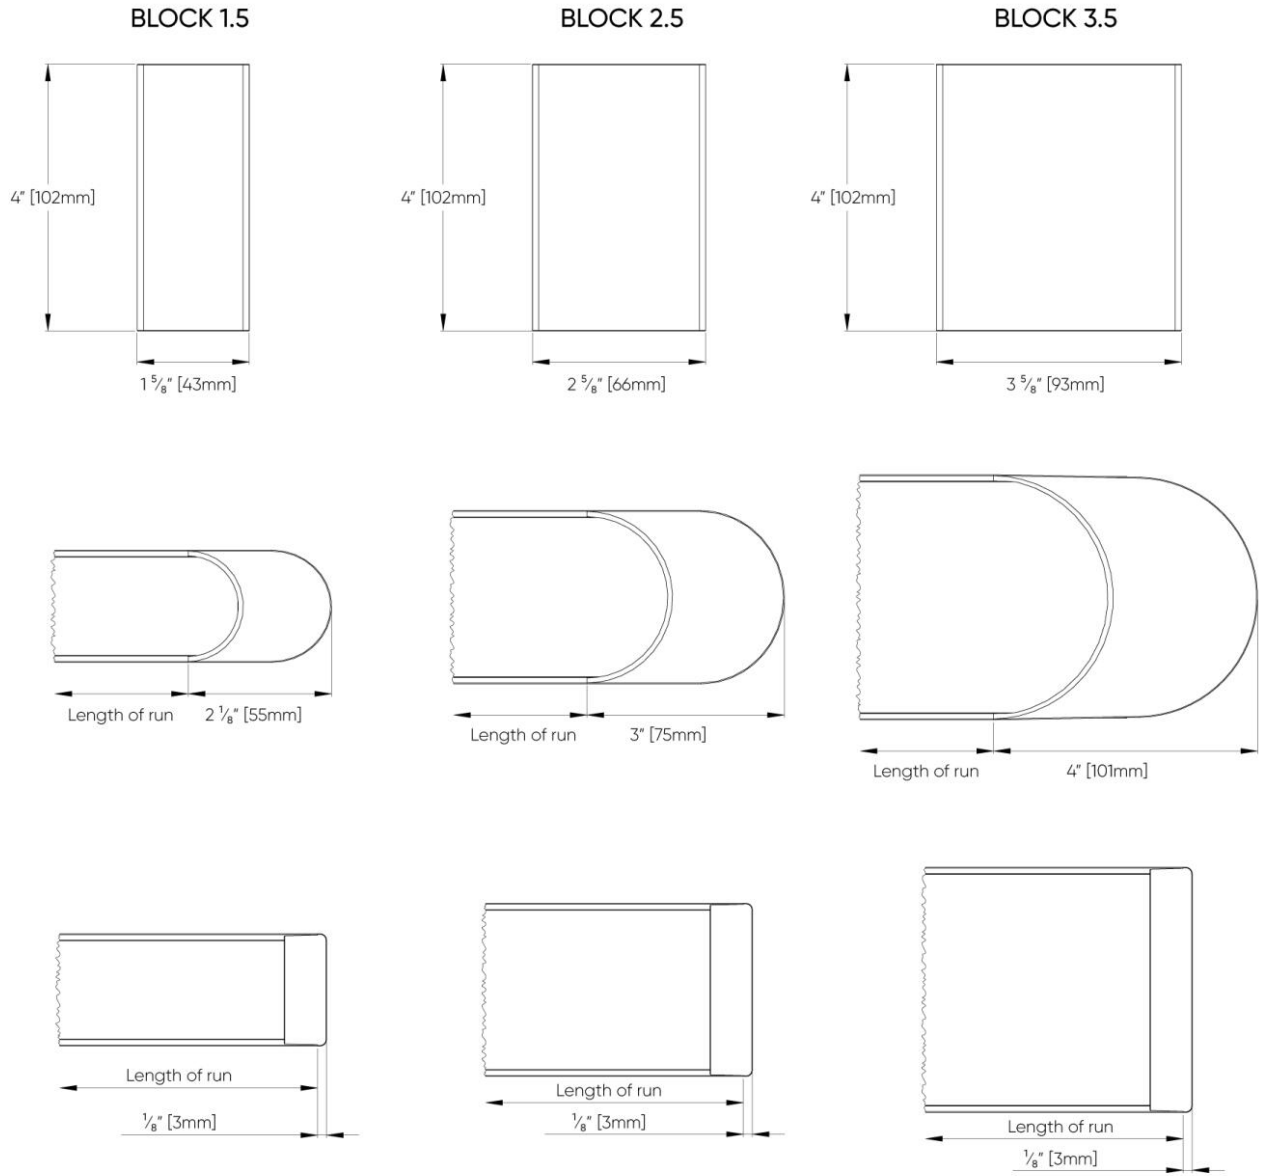 BLOCK 1.5
BLOCK 2.5
BLOCK 3.5
4" [102mm]
4" [102mm]
4" [102mm]
1 ⅝" [43mm]
2 ⅝" [66mm]
3 ⅝" [93mm]
Length of run
2 ⅛" [55mm]
Length of run
3" [75mm]
Length of run
4" [101mm]
Length of run
⅛" [3mm]
Length of run
⅛" [3mm]
Length of run
⅛" [3mm]